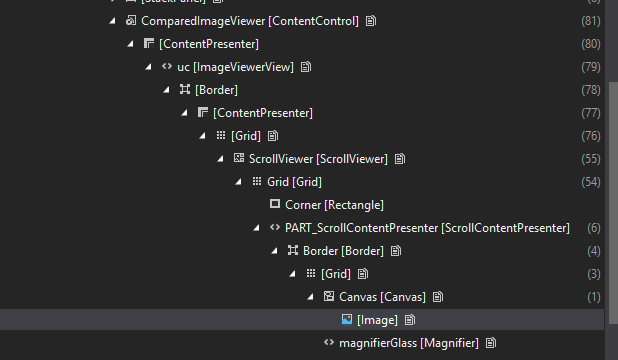 [StackPanel]
ComparedImageViewer [ContentControl] (81)
[ContentPresenter] (80)
uc [ImageViewerView] (79)
[Border] (78)
[ContentPresenter] (77)
[Grid] (76)
ScrollViewer [ScrollViewer] (55)
Grid [Grid] (54)
Corner [Rectangle]
PART_ScrollContentPresenter [ScrollContentPresenter] (6)
Border [Border] (4)
[Grid] (3)
Canvas [Canvas] (1)
[Image]
magnifierGlass [Magnifier]